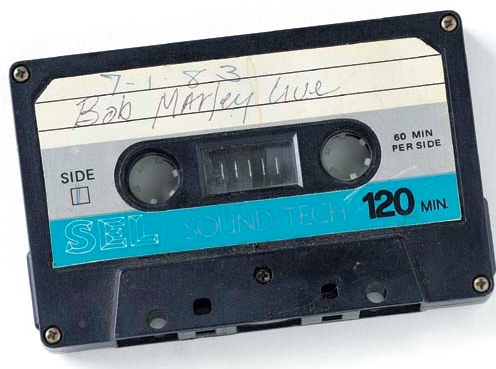 7-1-83
Bob Marley Live
60 MIN
PER SIDE
SIDE
SEL SOUND TECH 120 MIN.